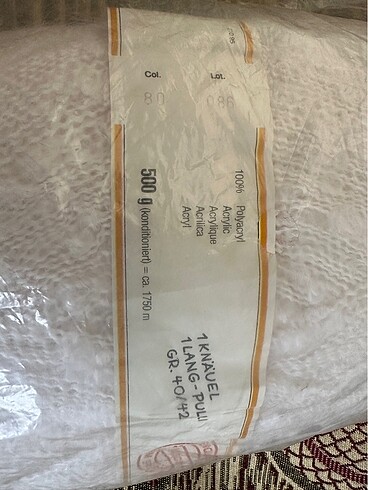 Col. Lot.
80 086
100% Polyacryl
Acrylic
Acrylique
Acrilica
Acryl
500 g (konditioniert) = ca. 1750 m
1 KNÄUEL
1 LANG-PULLI
GR. 40/42